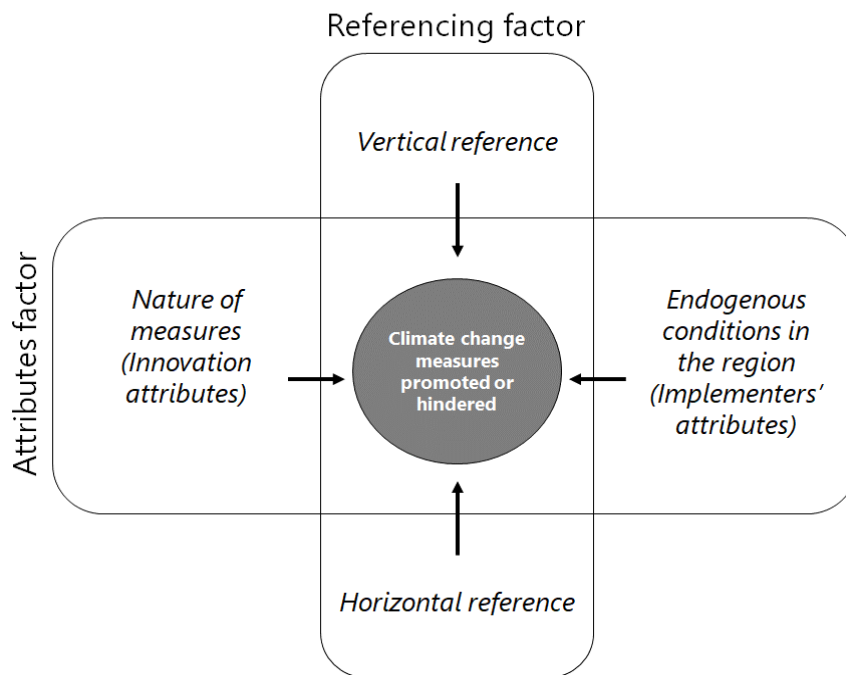 Referencing factor
Vertical reference
Attributes factor
Nature of
measures
(Innovation
attributes)
Climate change
measures
promoted or
hindered
Endogenous
conditions in
the region
(Implementers’
attributes)
Horizontal reference